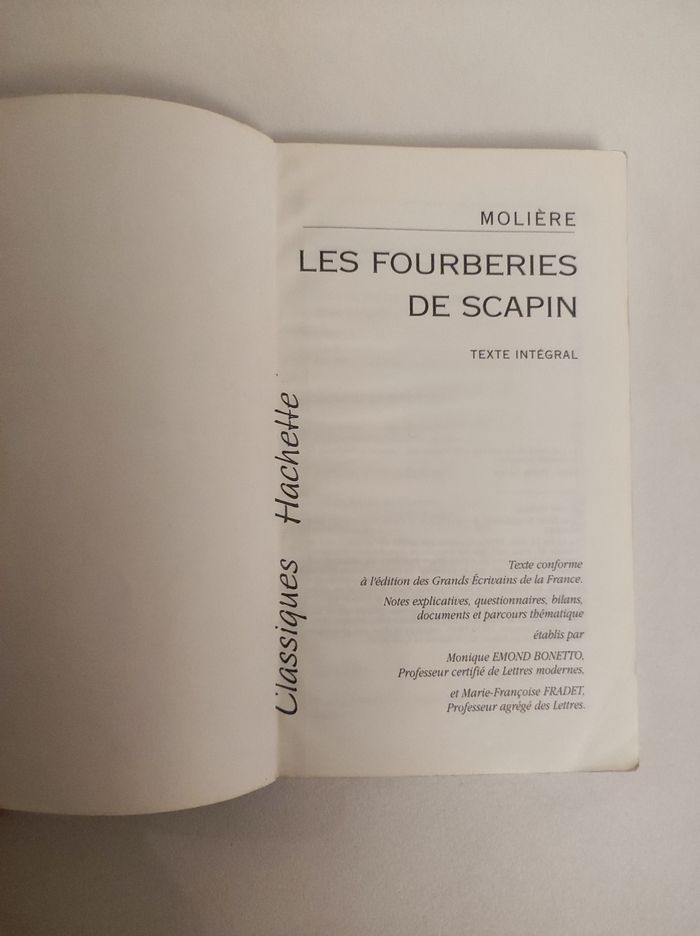 MOLIÈRE
LES FOURBERIES
DE SCAPIN
TEXTE INTÉGRAL
Classiques Hachette
Texte conforme
à l'édition des Grands Écrivains de la France.
Notes explicatives, questionnaires, bilans,
documents et parcours thématique
établis par
Monique EMOND BONETTO,
Professeur certifié de Lettres modernes,
et Marie-Françoise FRADET,
Professeur agrégé des Lettres.